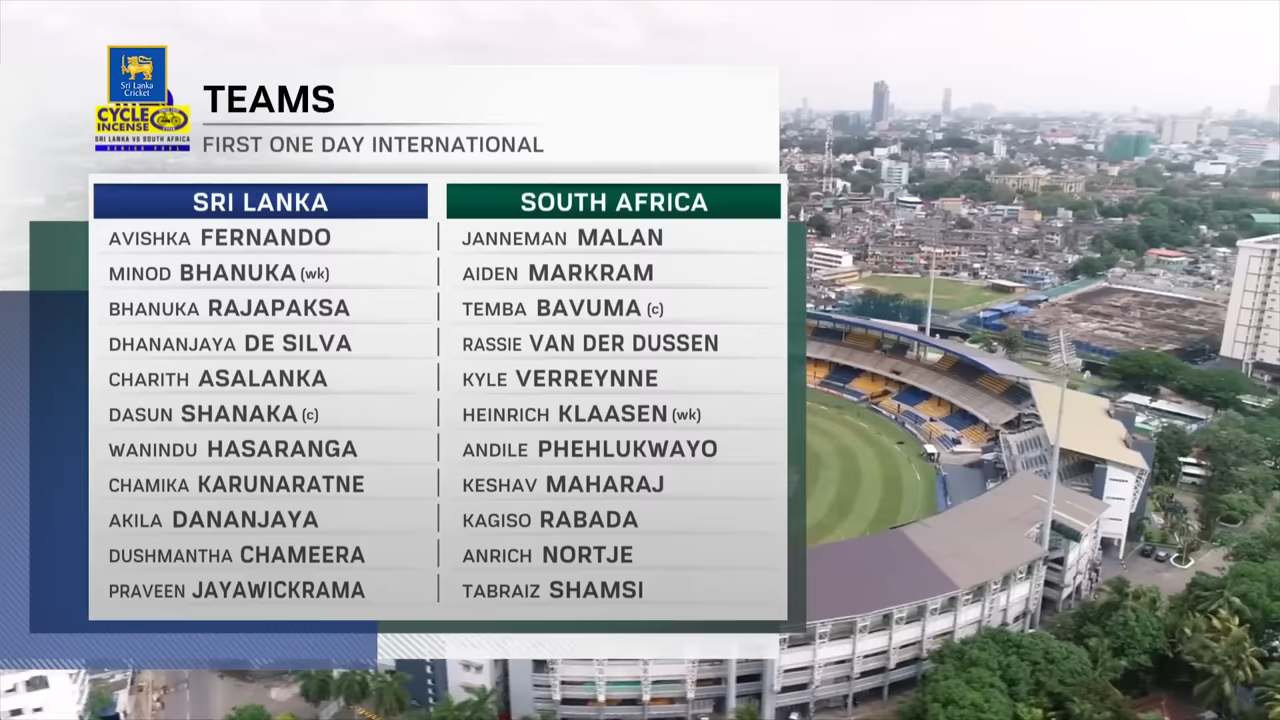 Sri Lanka
Cricket
CYCLE
INCENSE
SRI LANKA VS SOUTH AFRICA
TEAMS
FIRST ONE DAY INTERNATIONAL
SRI LANKA
AVISHKA FERNANDO
MINOD BHANUKA (wk)
BHANUKA RAJAPAKSA
DHANANJAYA DE SILVA
CHARITH ASALANKA
DASUN SHANAKA (c)
WANINDU HASARANGA
CHAMIKA KARUNARATNE
AKILA DANANJAYA
DUSHMANTHA CHAMEERA
PRAVEEN JAYAWICKRAMA
SOUTH AFRICA
JANNEMAN MALAN
AIDEN MARKRAM
TEMBA BAVUMA (c)
RASSIE VAN DER DUSSEN
KYLE VERREYNNE
HEINRICH KLAASEN (wk)
ANDILE PHEHLUKWAYO
KESHAV MAHARAJ
KAGISO RABADA
ANRICH NORTJE
TABRAIZ SHAMSI